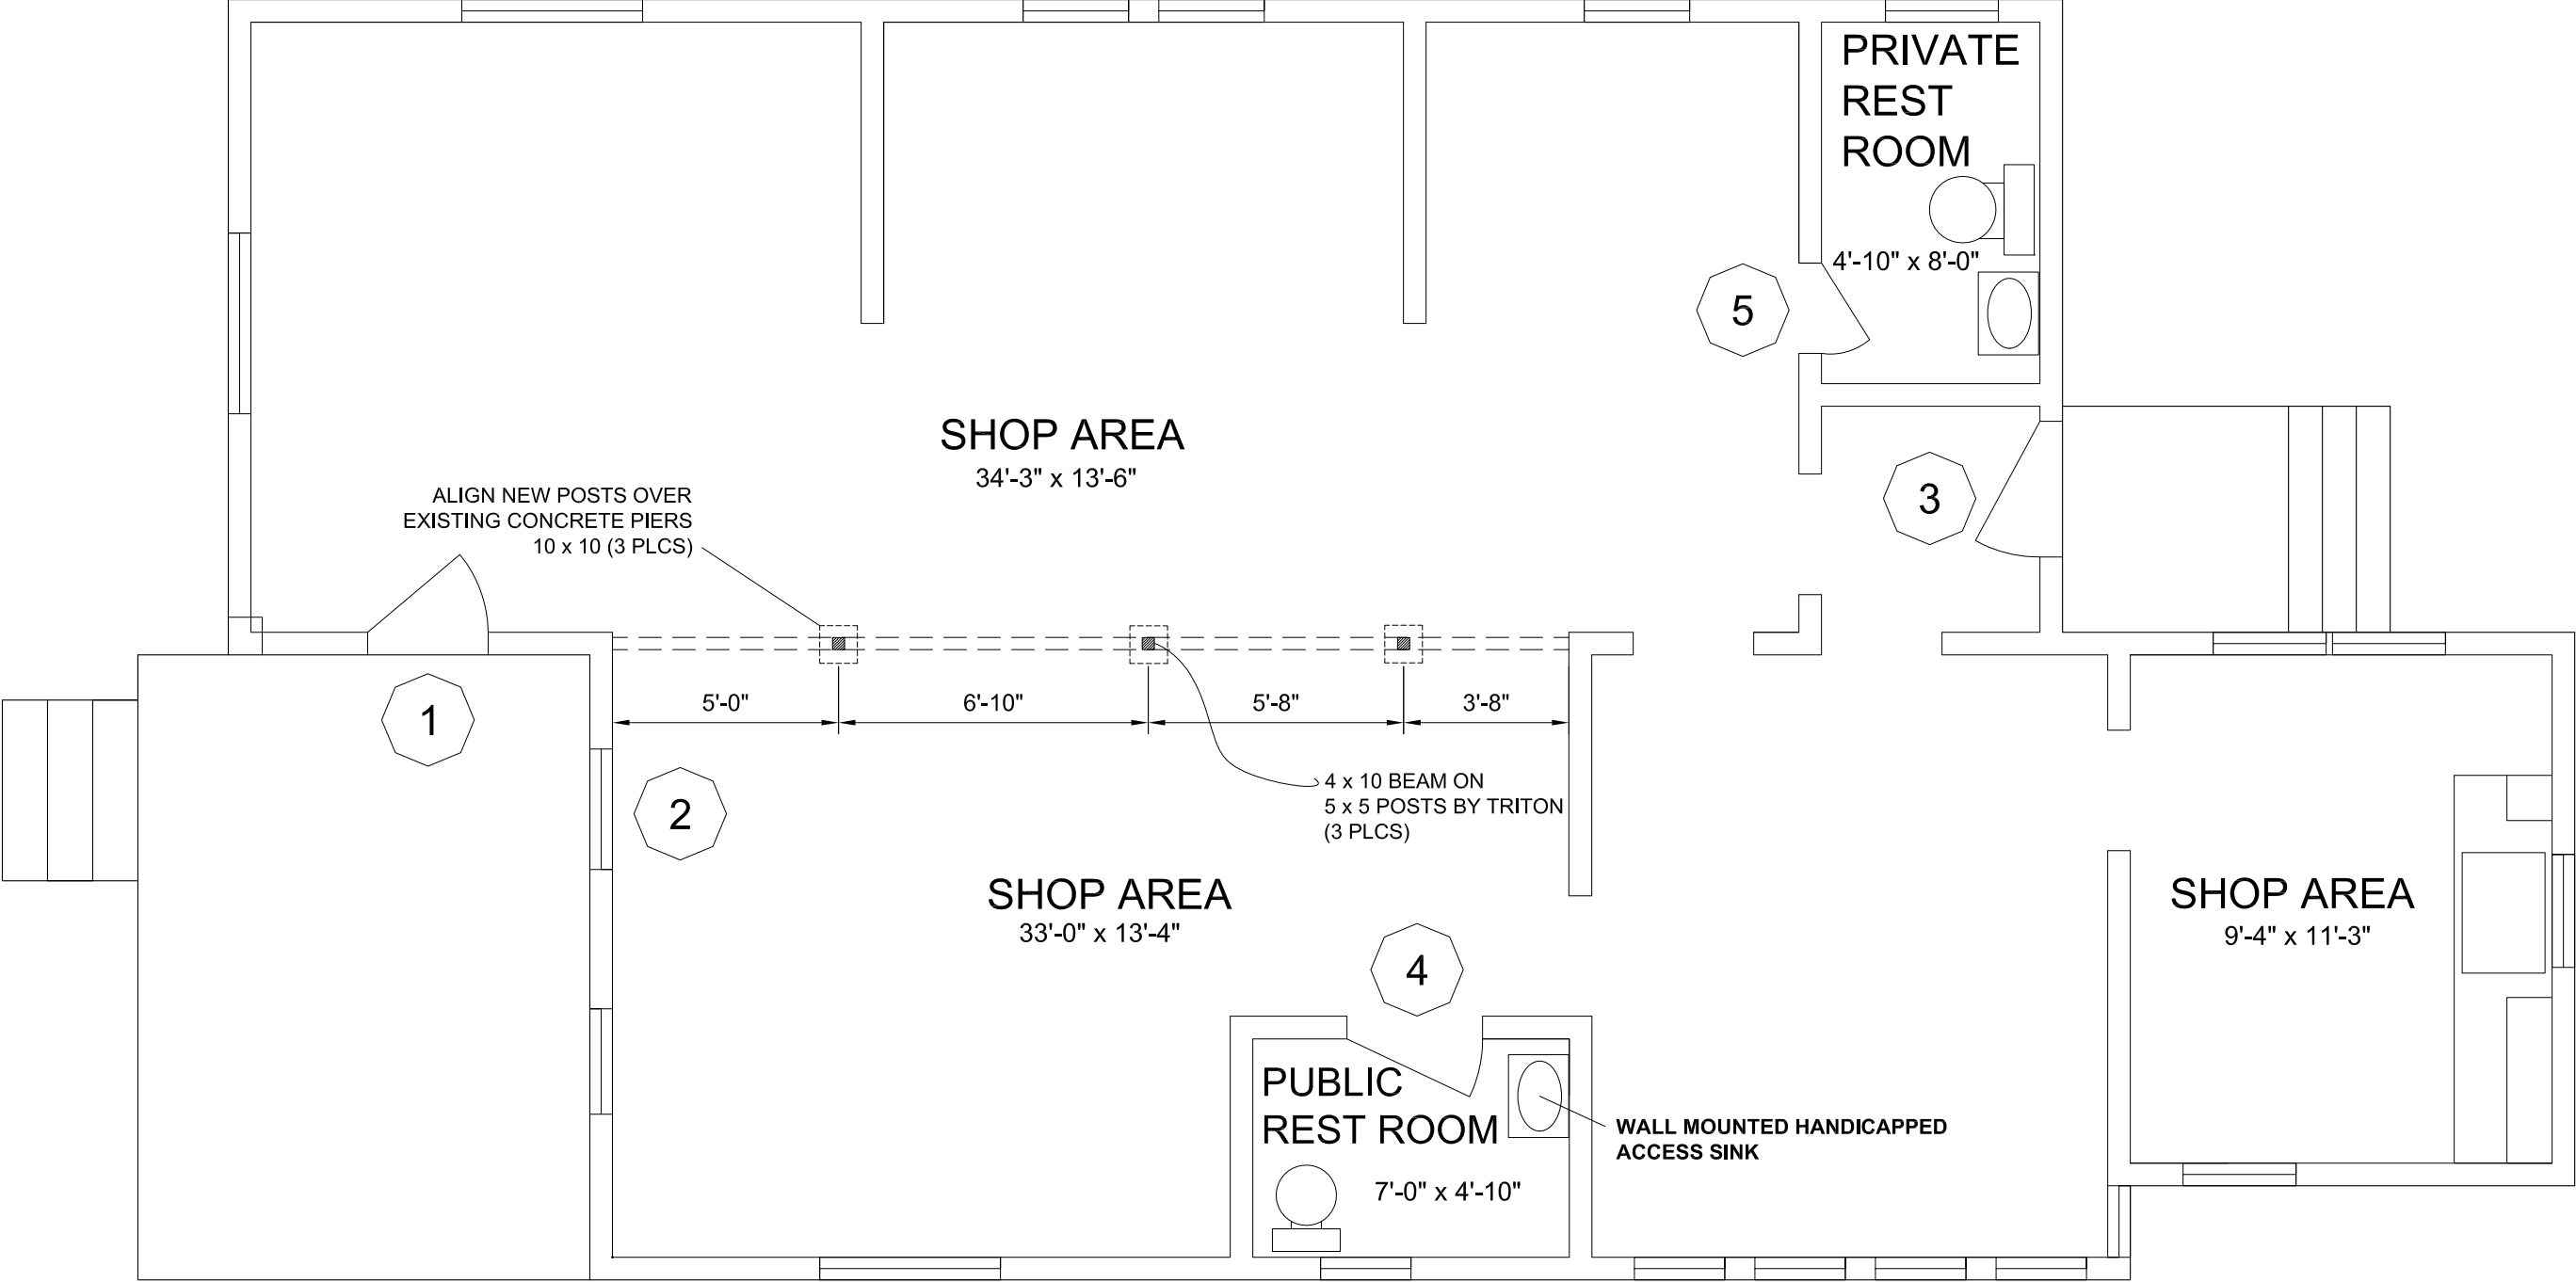 PRIVATE
REST
ROOM
4'-10" x 8'-0"
5
SHOP AREA
34'-3" x 13'-6"
3
ALIGN NEW POSTS OVER
EXISTING CONCRETE PIERS
10 x 10 (3 PLCS)
1
5'-0"
6'-10"
5'-8"
3'-8"
2
4 x 10 BEAM ON
5 x 5 POSTS BY TRITON
(3 PLCS)
SHOP AREA
33'-0" x 13'-4"
SHOP AREA
9'-4" x 11'-3"
4
PUBLIC
REST ROOM
7'-0" x 4'-10"
WALL MOUNTED HANDICAPPED
ACCESS SINK